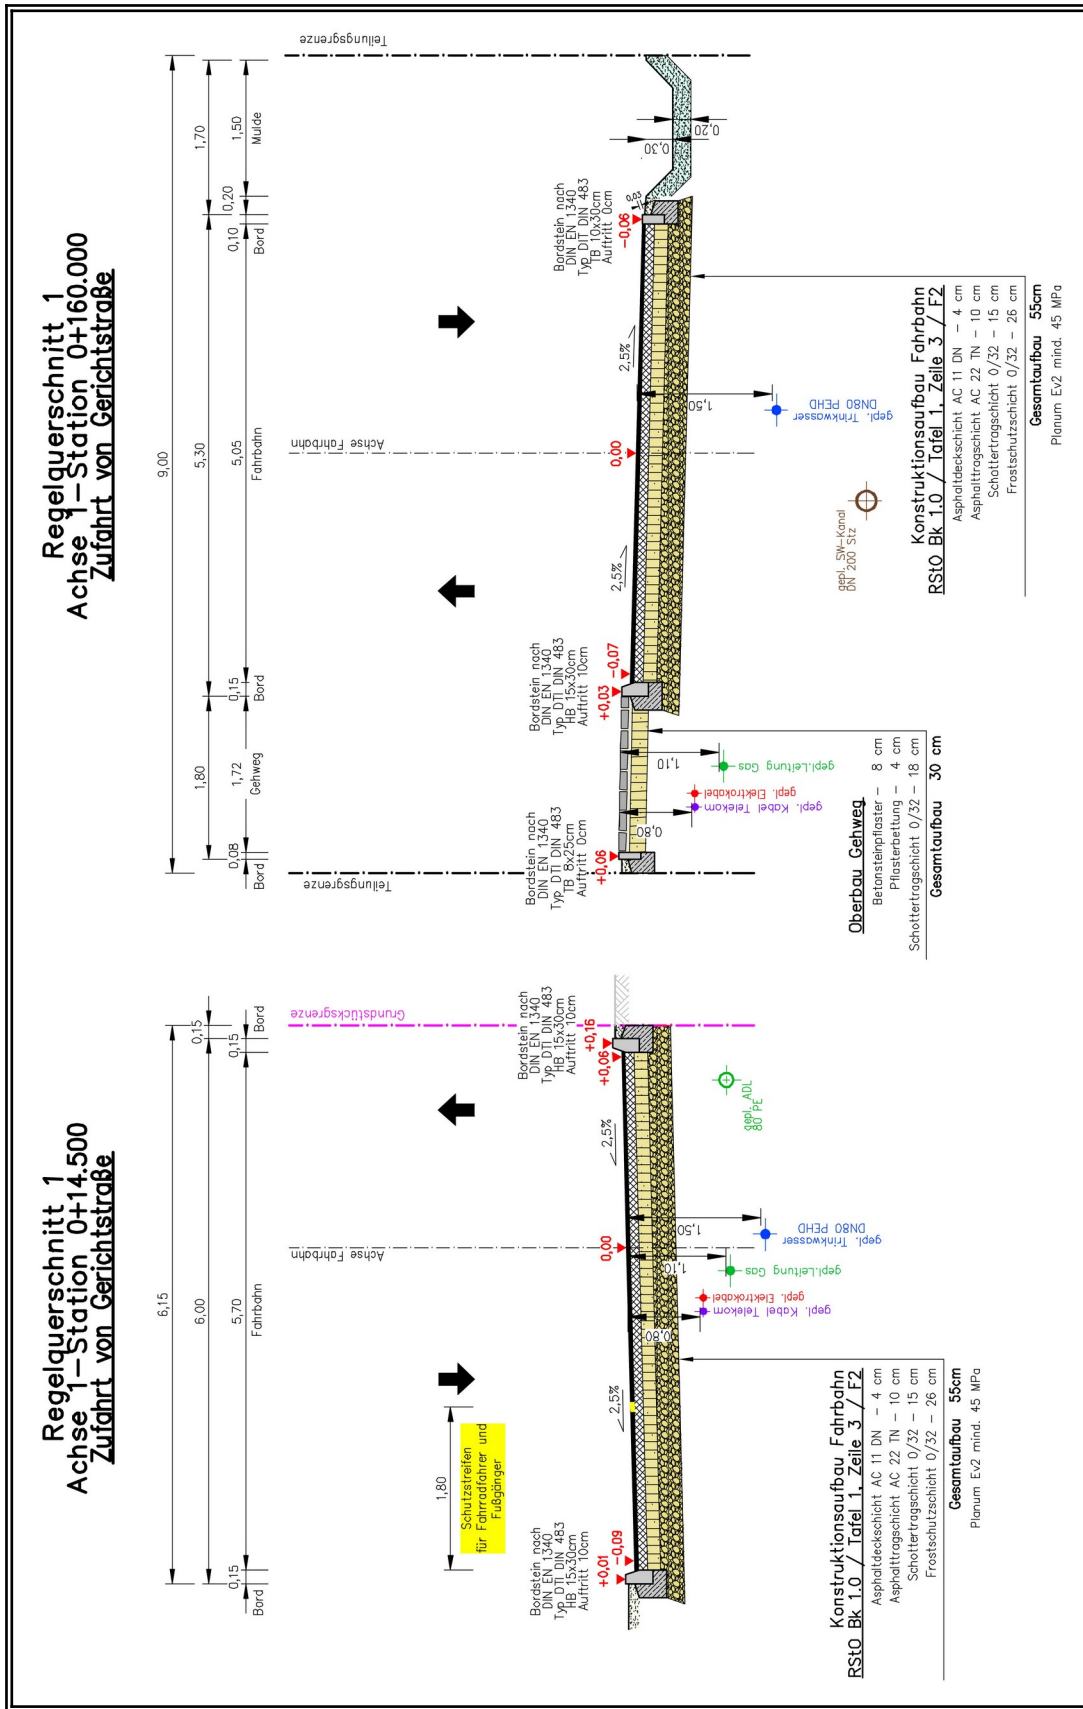 Regelquerschnitt 1
Achse 1-Station 0+14.500
Zufahrt von Gerichtstraße
6,15
6,00
0,15
0,15
5,70
0,15
Bord
Fahrbahn
Bord
Achse Fahrbahn
Grundstücksgrenze
1,80
Schutzstreifen
für Fahrradfahrer und
Fußgänger
Bordstein nach
DIN EN 1340
Typ DTI DIN 483
HB 15x30cm
Auftritt 10cm
+0,01
-0,09
2,5%
0,00
2,5%
Bordstein nach
DIN EN 1340
Typ DTI DIN 483
HB 15x30cm
Auftritt 10cm
+0,06
+0,16
0,80
1,10
1,50
gepl. Kabel Telekom
gepl. Elektrokabel
gepl.Leitung Gas
gepl. Trinkwasser
DN80 PEHD
gepl. ADL
80 PE
Konstruktionsaufbau Fahrbahn
RStO Bk 1.0 / Tafel 1, Zeile 3 / F2
Asphaltdeckschicht AC 11 DN - 4 cm
Asphalttragschicht AC 22 TN - 10 cm
Schottertragschicht 0/32 - 15 cm
Frostschutzschicht 0/32 - 26 cm
Gesamtaufbau 55cm
Planum Ev2 mind. 45 MPa
Regelquerschnitt 1
Achse 1-Station 0+160.000
Zufahrt von Gerichtstraße
9,00
1,80
5,30
1,70
0,08
1,72
0,15
5,05
0,10
0,20
1,50
Bord
Gehweg
Bord
Fahrbahn
Bord
Mulde
Teilungsgrenze
Achse Fahrbahn
Teilungsgrenze
Bordstein nach
DIN EN 1340
Typ DTI DIN 483
TB 8x25cm
Auftritt 0cm
+0,06
Bordstein nach
DIN EN 1340
Typ DTI DIN 483
HB 15x30cm
Auftritt 10cm
+0,03
-0,07
2,5%
0,00
2,5%
Bordstein nach
DIN EN 1340
Typ DIT DIN 483
TB 10x30cm
Auftritt 0cm
-0,06
0,03
0,30
0,20
0,80
1,10
1,50
gepl. Kabel Telekom
gepl. Elektrokabel
gepl.Leitung Gas
gepl. Trinkwasser
DN80 PEHD
gepl. SW-Kanal
DN 200 Stz
Oberbau Gehweg
Betonsteinpflaster - 8 cm
Pflasterbettung - 4 cm
Schottertragschicht 0/32 - 18 cm
Gesamtaufbau 30 cm
Konstruktionsaufbau Fahrbahn
RStO Bk 1.0 / Tafel 1, Zeile 3 / F2
Asphaltdeckschicht AC 11 DN - 4 cm
Asphalttragschicht AC 22 TN - 10 cm
Schottertragschicht 0/32 - 15 cm
Frostschutzschicht 0/32 - 26 cm
Gesamtaufbau 55cm
Planum Ev2 mind. 45 MPa